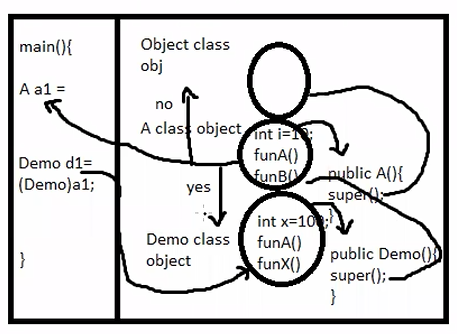 main(){
A a1 =
Demo d1=
(Demo)a1;
}
Object class
obj
no
A class object
yes
Demo class
object
int i=10;
funA()
funB()
public A(){
super();
}
int x=100;
funA()
funX()
public Demo(){
super();
}